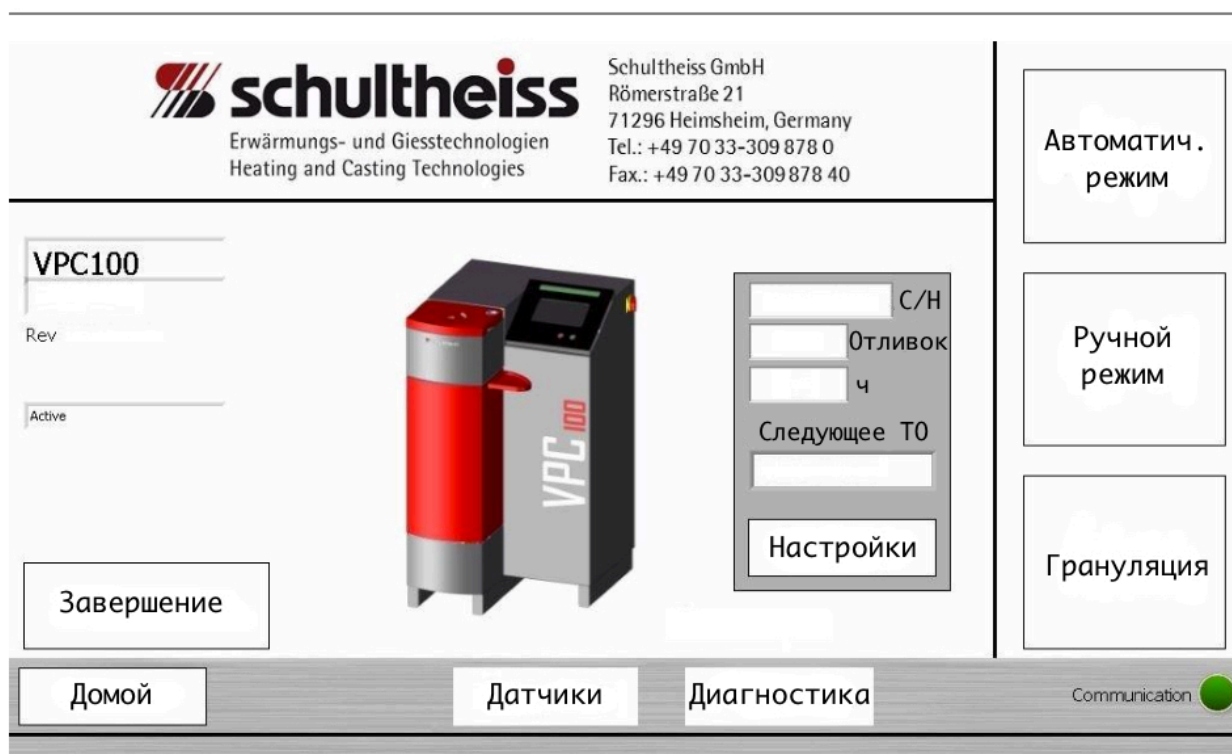 schultheiss
Erwärmungs- und Giesstechnologien
Heating and Casting Technologies
Schultheiss GmbH
Römerstraße 21
71296 Heimsheim, Germany
Tel.: +49 70 33-309 878 0
Fax.: +49 70 33-309 878 40
Автоматич.
режим
VPC100
Rev
Active
VPC 100
С/Н
Отливок
ч
Следующее ТО
Настройки
Ручной
режим
Грануляция
Завершение
Домой
Датчики
Диагностика
Communication